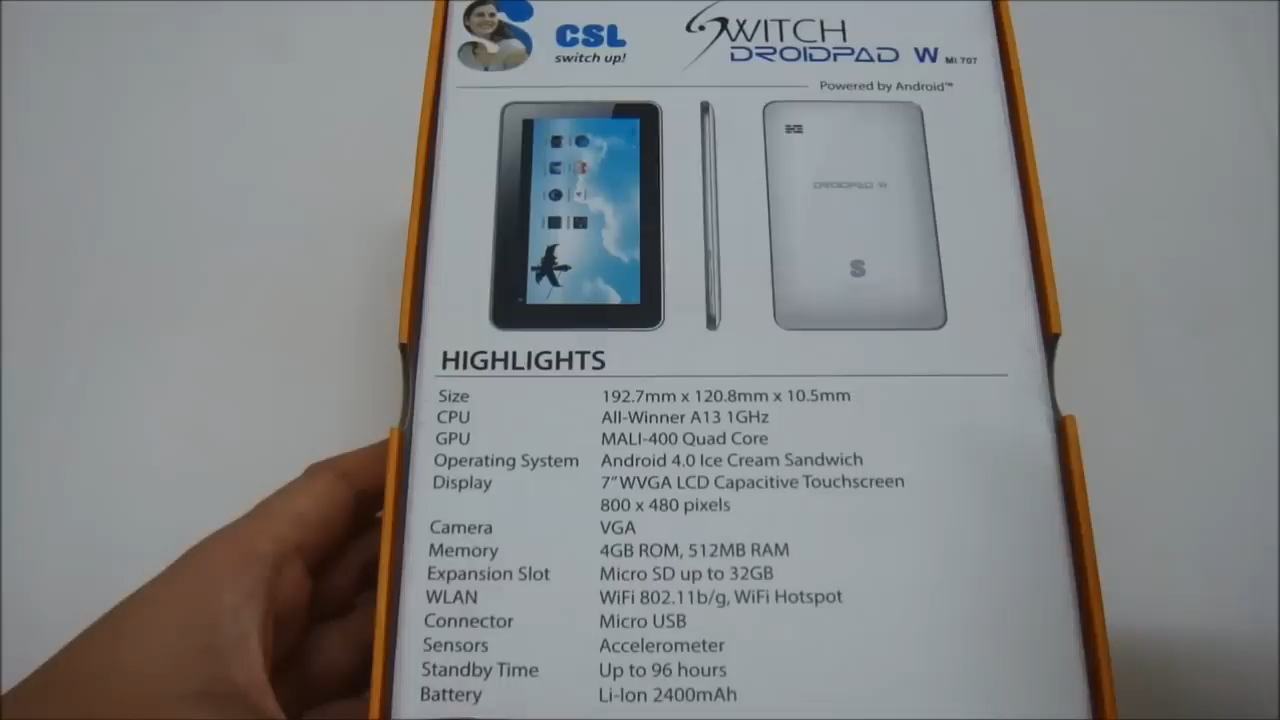 CSL
switch up!
SWITCH
DROIDPAD W MI 707
Powered by Android™
DROIDPAD W
S
HIGHLIGHTS
Size 192.7mm x 120.8mm x 10.5mm
CPU All-Winner A13 1GHz
GPU MALI-400 Quad Core
Operating System Android 4.0 Ice Cream Sandwich
Display 7” WVGA LCD Capacitive Touchscreen
800 x 480 pixels
Camera VGA
Memory 4GB ROM, 512MB RAM
Expansion Slot Micro SD up to 32GB
WLAN WiFi 802.11b/g, WiFi Hotspot
Connector Micro USB
Sensors Accelerometer
Standby Time Up to 96 hours
Battery Li-Ion 2400mAh